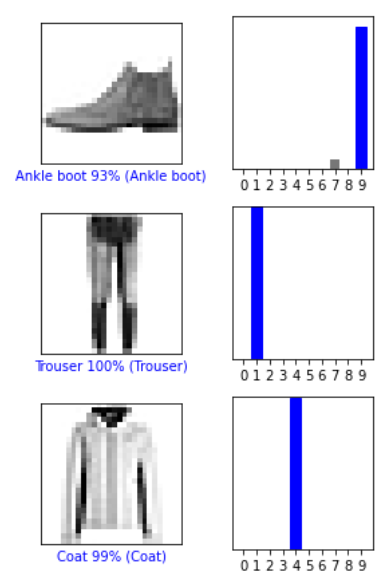 Ankle boot 93% (Ankle boot)
0 1 2 3 4 5 6 7 8 9
Trouser 100% (Trouser)
0 1 2 3 4 5 6 7 8 9
Coat 99% (Coat)
0 1 2 3 4 5 6 7 8 9